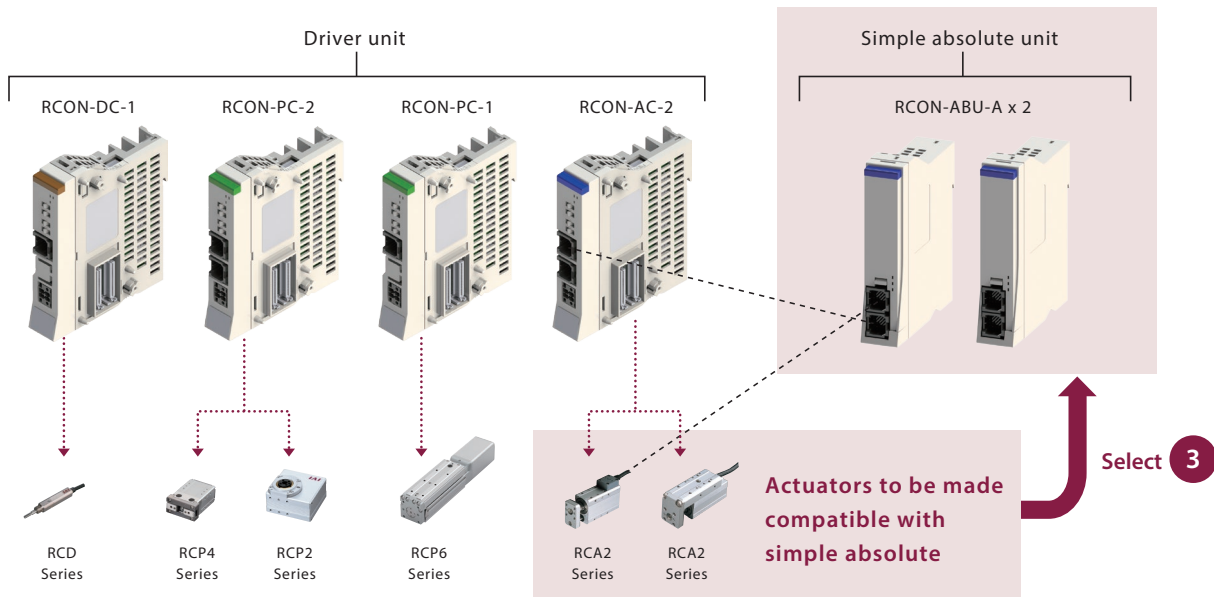 Driver unit
Simple absolute unit
RCON-DC-1
RCON-PC-2
RCON-PC-1
RCON-AC-2
RCON-ABU-A x 2
Select 3
IAI
Actuators to be made
compatible with
simple absolute
RCD
Series
RCP4
Series
RCP2
Series
RCP6
Series
RCA2
Series
RCA2
Series